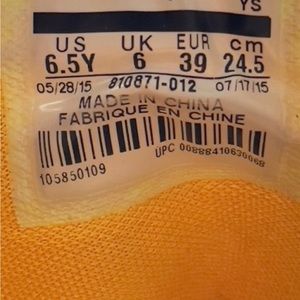 YS
US UK EUR cm
6.5Y 6 39 24.5
05/28/15 810871-012 07/17/15
MADE IN CHINA
FABRIQUE EN CHINE
UPC 00888410630068
105850109